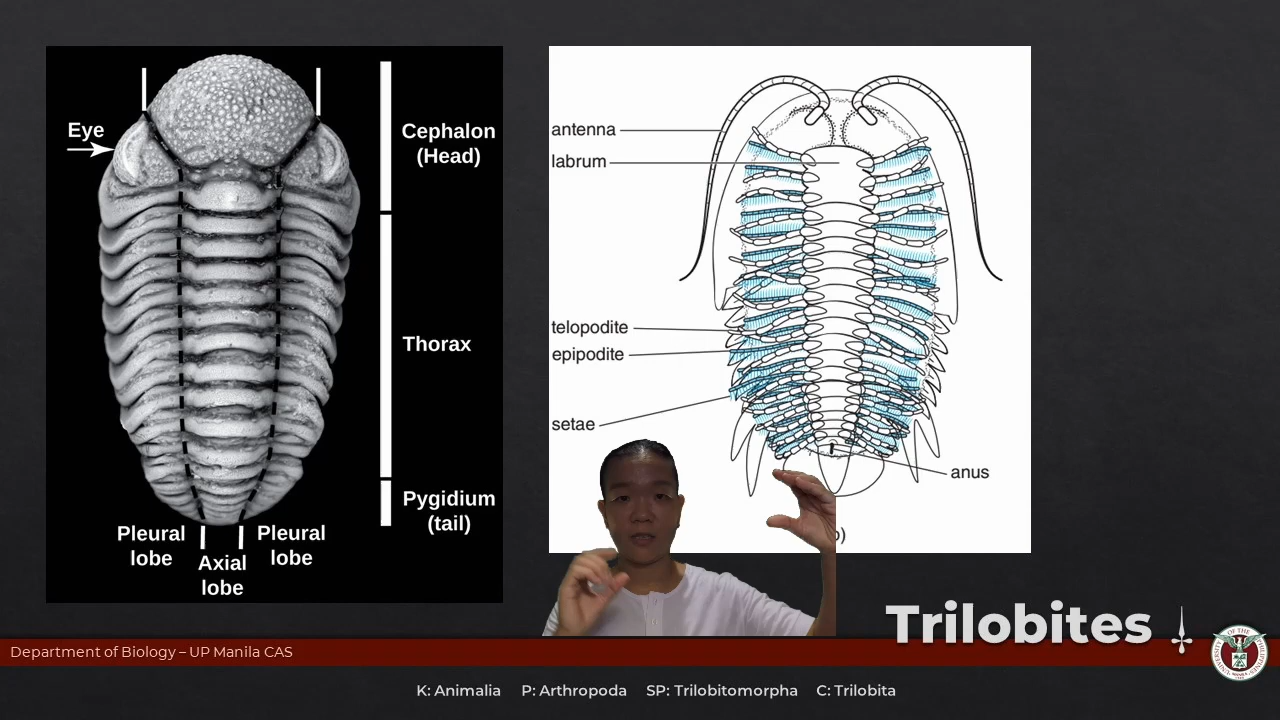 Eye
Cephalon
(Head)
Thorax
Pygidium
(tail)
Pleural
lobe
Axial
lobe
Pleural
lobe
antenna
labrum
telopodite
epipodite
setae
anus
Trilobites
Department of Biology – UP Manila CAS
K: Animalia P: Arthropoda SP: Trilobitomorpha C: Trilobita